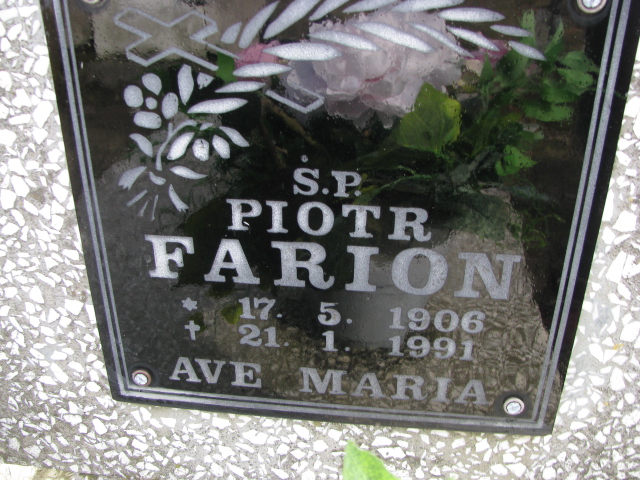 Ś.P.
PIOTR
FARION
* 17. 5. 1906
† 21. 1. 1991
AVE MARIA